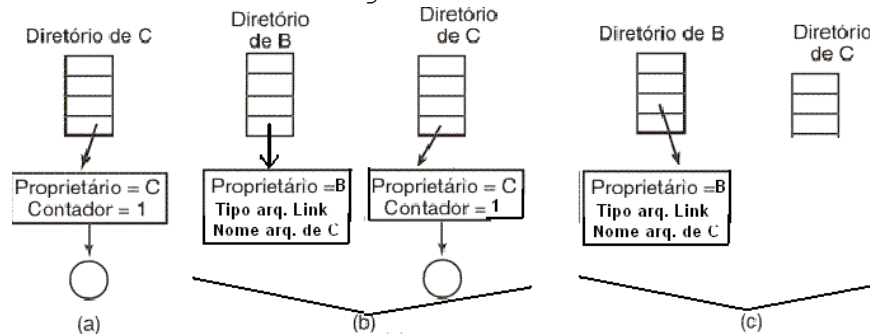 Diretório de C
Proprietário = C
Contador = 1
(a)
Diretório
de B
Proprietário =B
Tipo arq. Link
Nome arq. de C
Diretório
de
C
Proprietário = C
Contador = 1
(b)
Diretório de B
Proprietário =B
Tipo arq. Link
Nome arq. de C
Diretório
de C
(c)